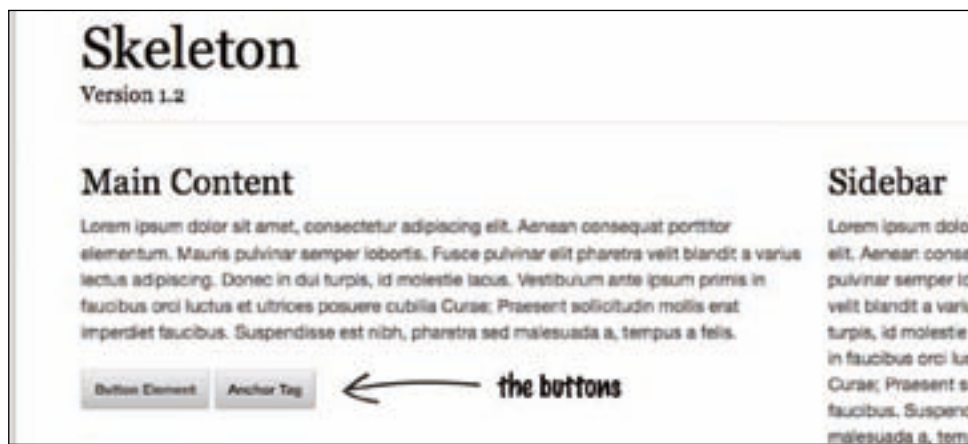 Skeleton
Version 1.2
Main Content
Lorem ipsum dolor sit amet, consectetur adipiscing elit. Aenean consequat porttitor
elementum. Mauris pulvinar semper lobortis. Fusce pulvinar elit pharetra velit blandit a varius
lectus adipiscing. Donec in dui turpis, id molestie lacus. Vestibulum ante ipsum primis in
faucibus orci luctus et ultrices posuere cubilia Curae; Praesent sollicitudin mollis erat
imperdiet faucibus. Suspendisse est nibh, pharetra sed malesuada a, tempus a felis.
Button Element
Anchor Tag
the buttons
Sidebar
Lorem ipsum dolo
elit. Aenean conse
pulvinar semper lo
velit blandit a variu
turpis, id molestie
in faucibus orci luc
Curae; Praesent s
faucibus. Suspend
malesuada a, tem